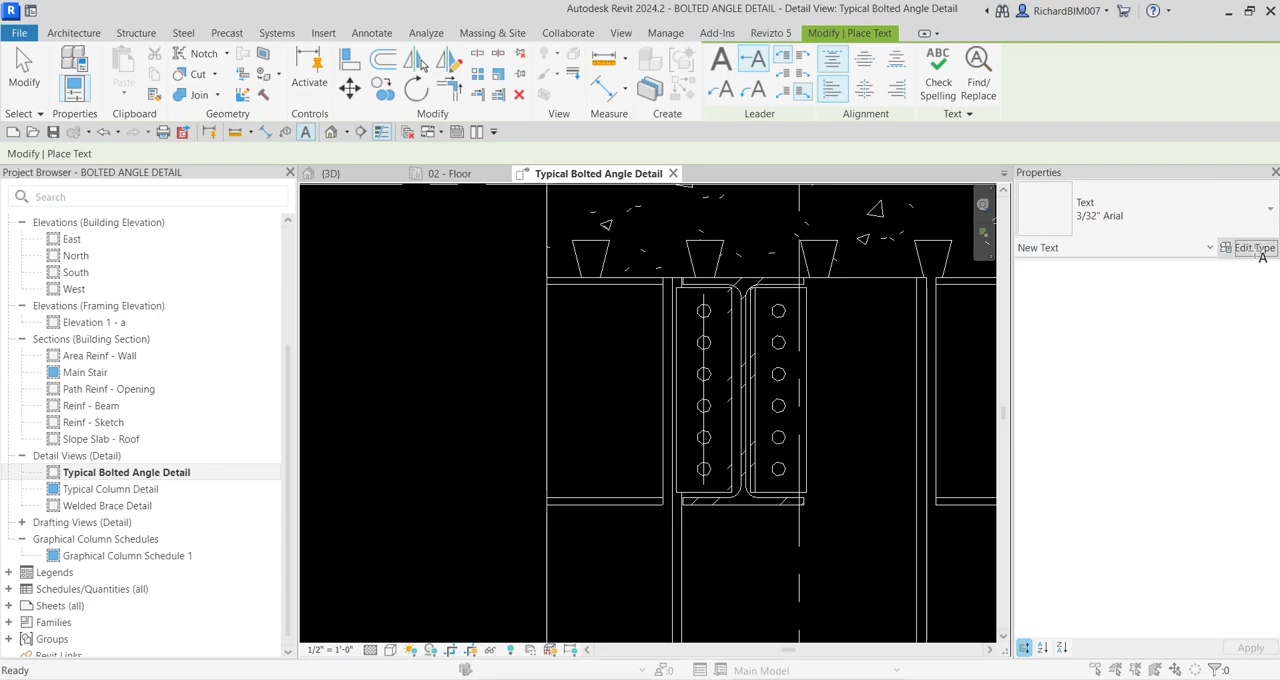 Autodesk Revit 2024.2 - BOLTED ANGLE DETAIL - Detail View: Typical Bolted Angle Detail
RichardBIM007
File Architecture Structure Steel Precast Systems Insert Annotate Analyze Massing & Site Collaborate View Manage Add-Ins Revizto 5 Modify | Place Text
Modify
Paste
Notch
Cut
Join
Activate
ABC
Check Spelling
Find/ Replace
Select Properties Clipboard Geometry Controls Modify View Measure Create Leader Alignment Text
Modify | Place Text
Project Browser - BOLTED ANGLE DETAIL
{3D}
02 - Floor
Typical Bolted Angle Detail
Properties
Search
Text
3/32" Arial
New Text
Edit Type
Elevations (Building Elevation)
East
North
South
West
Elevations (Framing Elevation)
Elevation 1 - a
Sections (Building Section)
Area Reinf - Wall
Main Stair
Path Reinf - Opening
Reinf - Beam
Reinf - Sketch
Slope Slab - Roof
Detail Views (Detail)
Typical Bolted Angle Detail
Typical Column Detail
Welded Brace Detail
Drafting Views (Detail)
Graphical Column Schedules
Graphical Column Schedule 1
Legends
Schedules/Quantities (all)
Sheets (all)
Families
Groups
Revit Links
1/2" = 1'-0"
Apply
Ready
:0
Main Model
:0